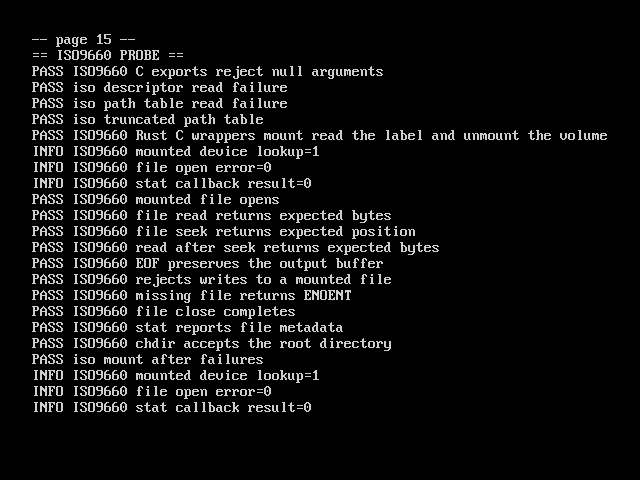 -- page 15 --
== ISO9660 PROBE ==
PASS ISO9660 C exports reject null arguments
PASS iso descriptor read failure
PASS iso path table read failure
PASS iso truncated path table
PASS ISO9660 Rust C wrappers mount read the label and unmount the volume
INFO ISO9660 mounted device lookup=1
INFO ISO9660 file open error=0
INFO ISO9660 stat callback result=0
PASS ISO9660 mounted file opens
PASS ISO9660 file read returns expected bytes
PASS ISO9660 file seek returns expected position
PASS ISO9660 read after seek returns expected bytes
PASS ISO9660 EOF preserves the output buffer
PASS ISO9660 rejects writes to a mounted file
PASS ISO9660 missing file returns ENOENT
PASS ISO9660 file close completes
PASS ISO9660 stat reports file metadata
PASS ISO9660 chdir accepts the root directory
PASS iso mount after failures
INFO ISO9660 mounted device lookup=1
INFO ISO9660 file open error=0
INFO ISO9660 stat callback result=0